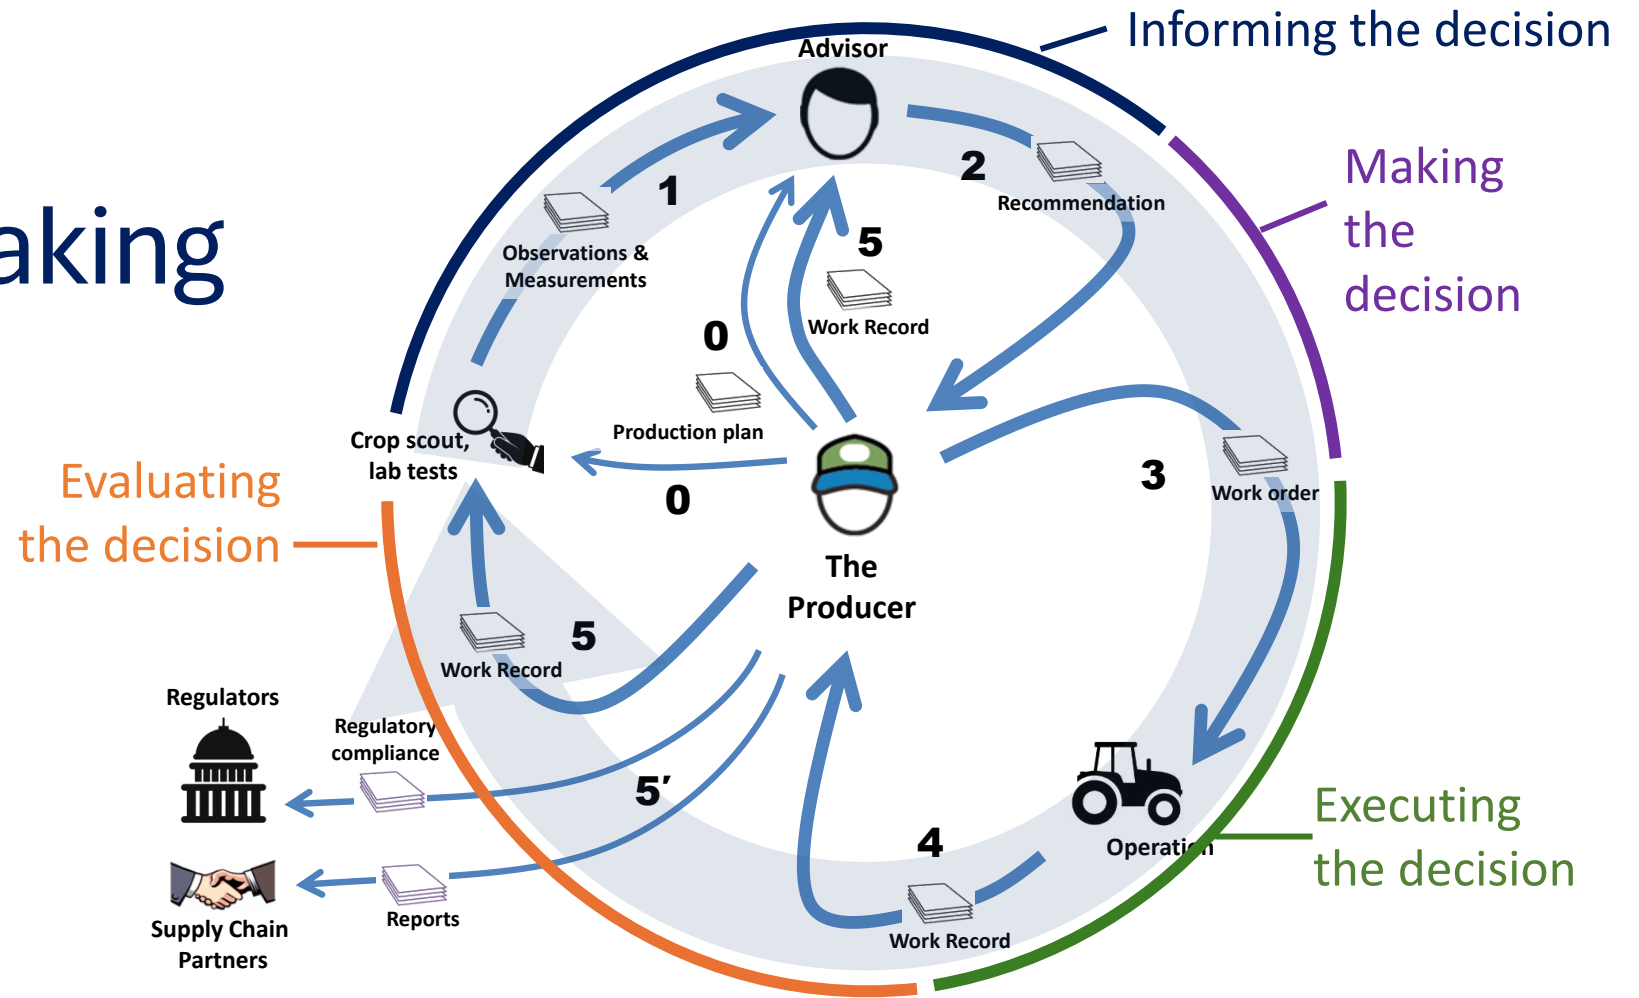 aking
Advisor
Informing the decision
Making
the
decision
1
2
Recommendation
Observations &
Measurements
5
Work Record
0
Production plan
Crop scout,
lab tests
0
3
Work order
Evaluating
the decision
The
Producer
5
Work Record
Regulators
Regulatory
compliance
5′
4
Operation
Executing
the decision
Reports
Supply Chain
Partners
Work Record